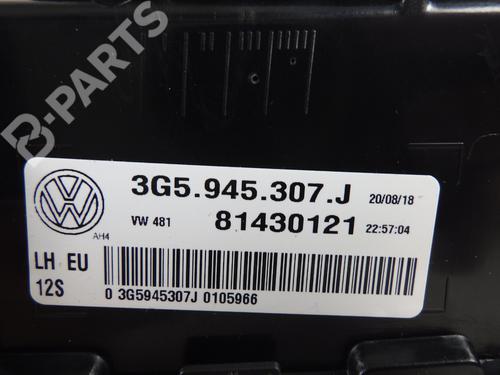 B-PARTS
3G5.945.307.J 20/08/18
VW 481 81430121 22:57:04
AH4
LH EU
12S
0 3G5945307J 0105966